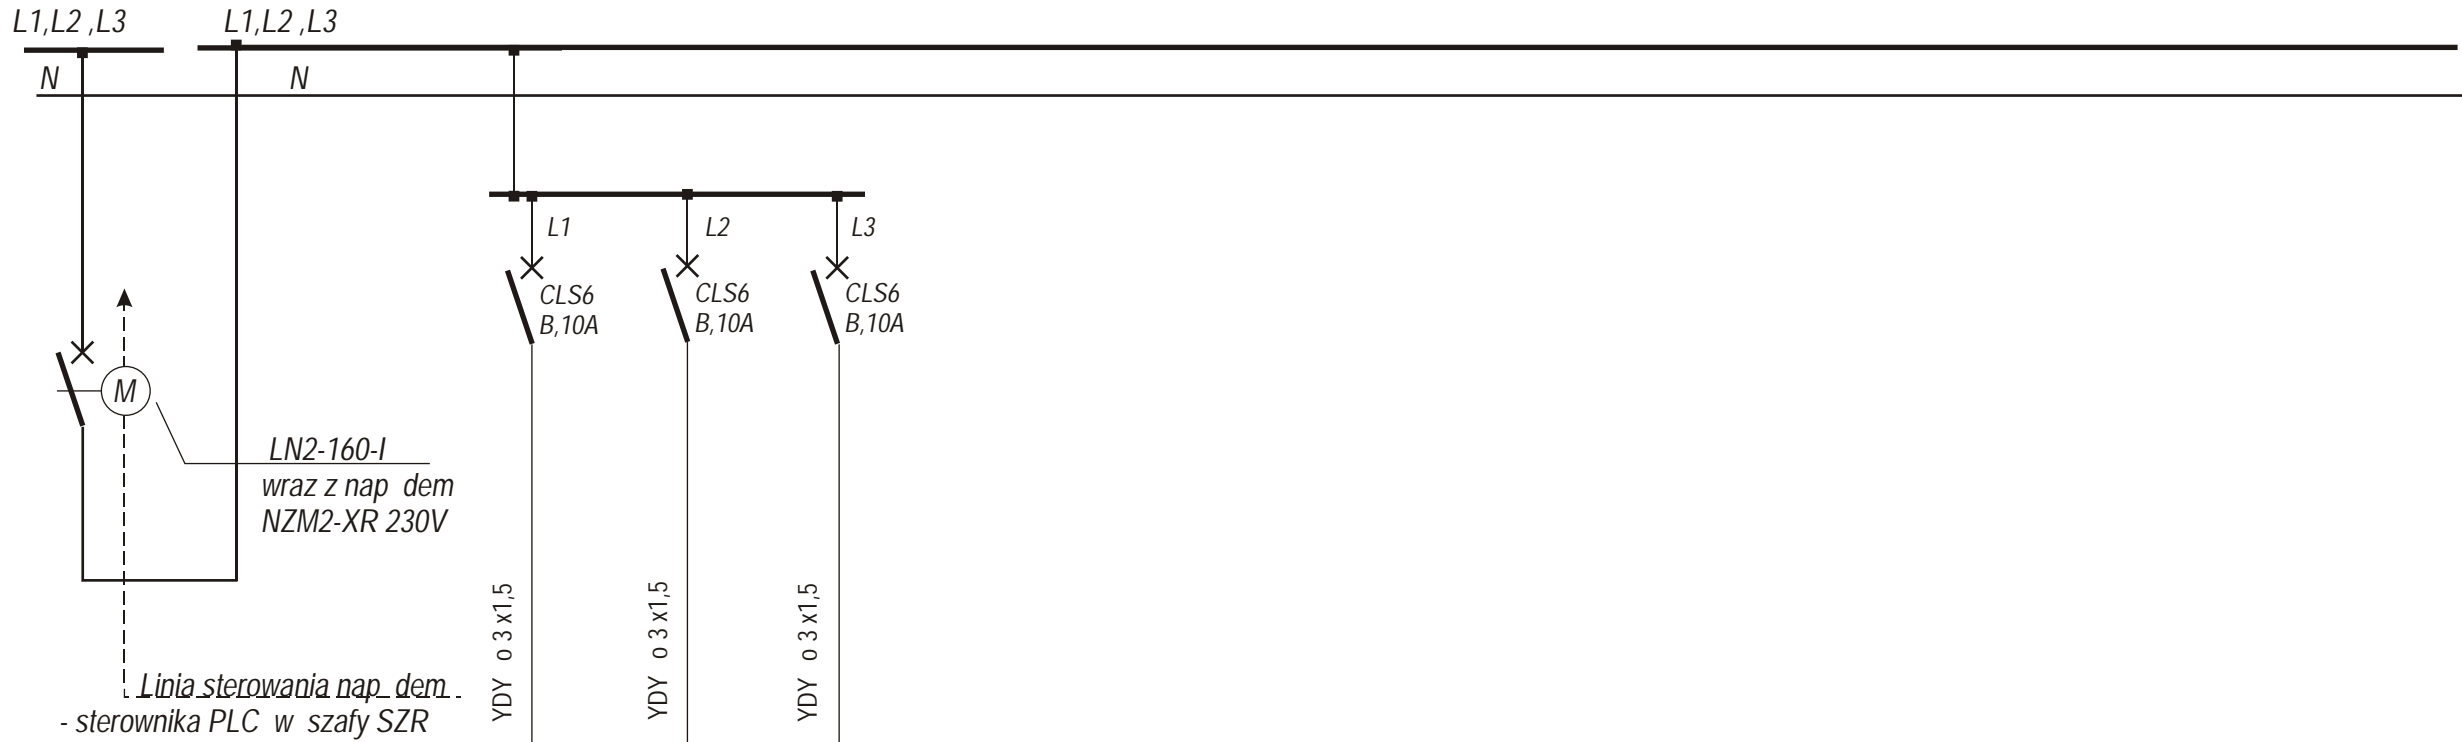 L1,L2 ,L3
L1,L2 ,L3
N
N
L1
L2
L3
CLS6
B,10A
CLS6
B,10A
CLS6
B,10A
M
LN2-160-I
wraz z nap dem
NZM2-XR 230V
YDY o 3 x1,5
YDY o 3 x1,5
YDY o 3 x1,5
Linia sterowania nap dem
- sterownika PLC w szafy SZR